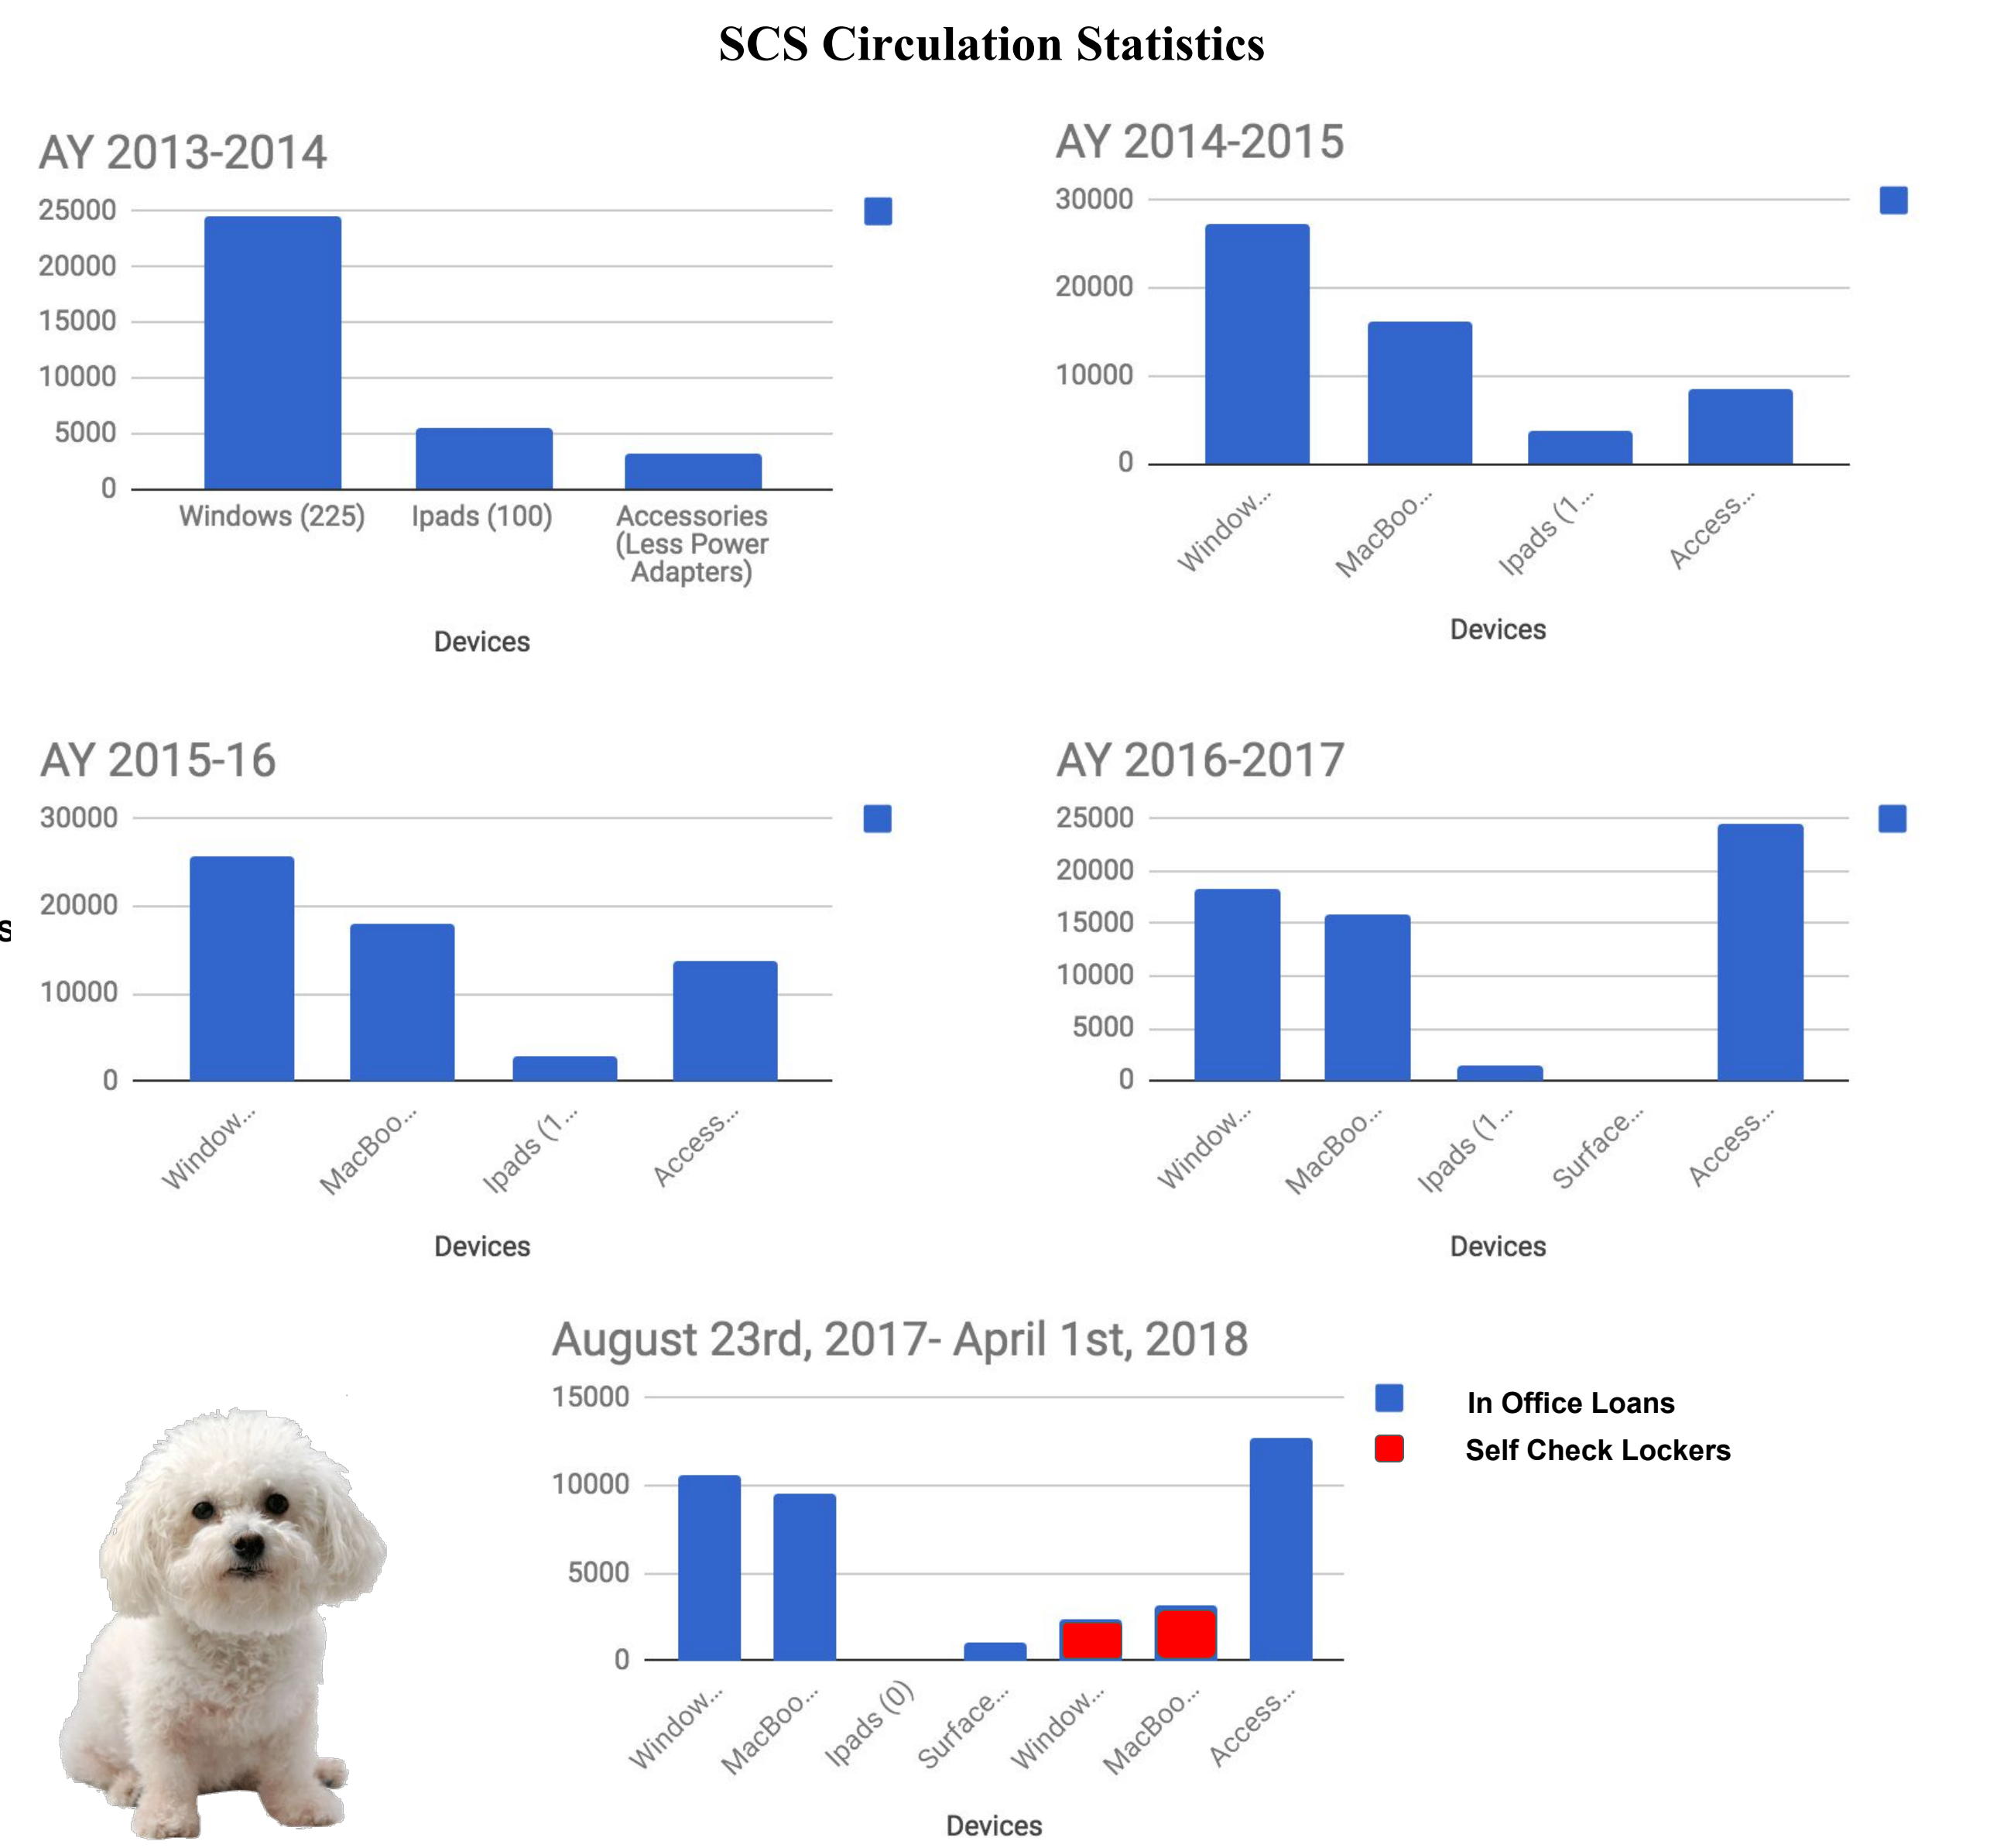 SCS Circulation Statistics
AY 2013-2014
25000
20000
15000
10000
5000
0
Windows (225)
Ipads (100)
Accessories
(Less Power
Adapters)
Devices
AY 2014-2015
30000
20000
10000
0
Window...
MacBoo...
Ipads (1...
Access...
Devices
AY 2015-16
30000
20000
10000
0
Window...
MacBoo...
Ipads (1...
Access...
Devices
s
AY 2016-2017
25000
20000
15000
10000
5000
0
Window...
MacBoo...
Ipads (1...
Surface...
Access...
Devices
August 23rd, 2017- April 1st, 2018
15000
10000
5000
0
In Office Loans
Self Check Lockers
Window...
MacBoo...
Ipads (0)
Surface...
Window...
MacBoo...
Access...
Devices